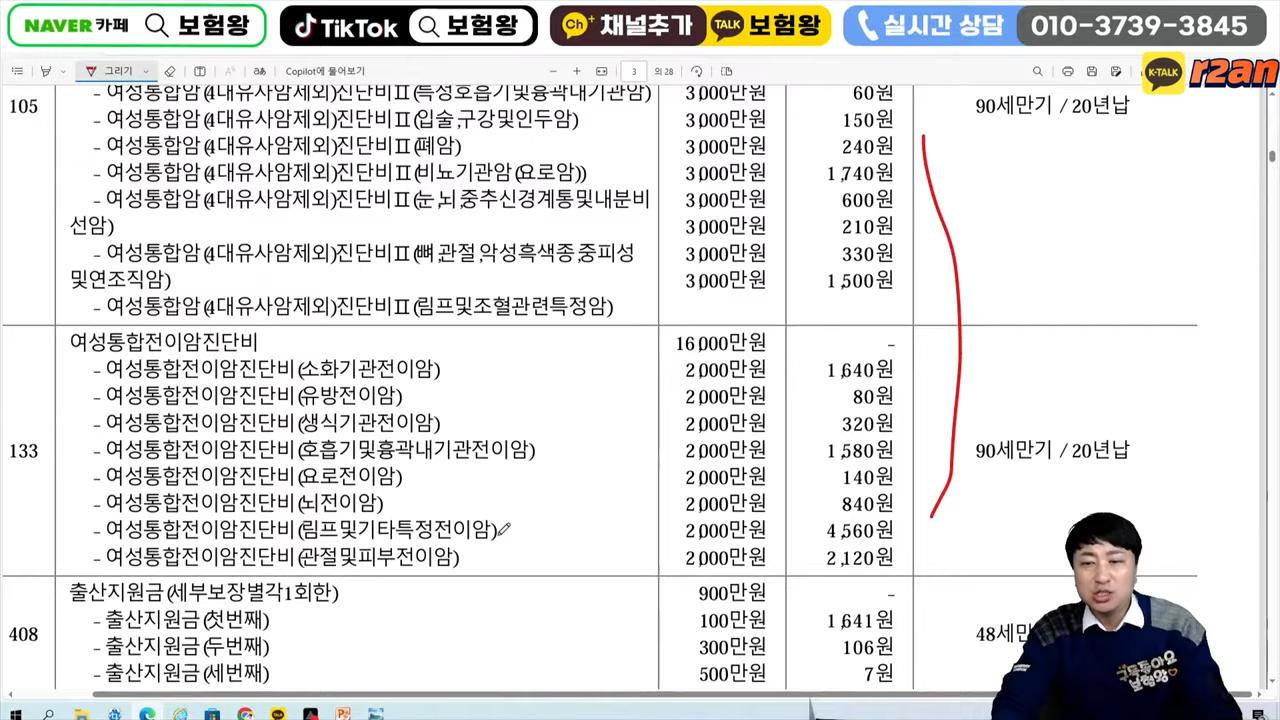 NAVER 카페 보험왕 TikTok 보험왕 Ch+ 채널추가 TALK 보험왕 실시간 상담 010-3739-3845
그리기 가あ Copilot에 물어보기 3 의 28
K-TALK r2an
- 여성통합암(4대유사암제외)진단비Ⅱ(특정호흡기및흉곽내기관암) 3,000만원 60원
105 90세만기 / 20년납
- 여성통합암(4대유사암제외)진단비Ⅱ(입술,구강및인두암) 3,000만원 150원
- 여성통합암(4대유사암제외)진단비Ⅱ(폐암) 3,000만원 240원
- 여성통합암(4대유사암제외)진단비Ⅱ(비뇨기관암(요로암)) 3,000만원 1,740원
- 여성통합암(4대유사암제외)진단비Ⅱ(눈,뇌,중추신경계통및내분비 3,000만원 600원
선암) 3,000만원 210원
- 여성통합암(4대유사암제외)진단비Ⅱ(뼈,관절,악성흑색종,중피성 3,000만원 330원
및연조직암) 3,000만원 1,500원
- 여성통합암(4대유사암제외)진단비Ⅱ(림프및조혈관련특정암)
여성통합전이암진단비 16,000만원 -
- 여성통합전이암진단비(소화기관전이암) 2,000만원 1,640원
- 여성통합전이암진단비(유방전이암) 2,000만원 80원
- 여성통합전이암진단비(생식기관전이암) 2,000만원 320원
133 - 여성통합전이암진단비(호흡기및흉곽내기관전이암) 2,000만원 1,580원 90세만기 / 20년납
- 여성통합전이암진단비(요로전이암) 2,000만원 140원
- 여성통합전이암진단비(뇌전이암) 2,000만원 840원
- 여성통합전이암진단비(림프및기타특정전이암) 2,000만원 4,560원
- 여성통합전이암진단비(관절및피부전이암) 2,000만원 2,120원
출산지원금(세부보장별각1회한) 900만원 -
- 출산지원금(첫번째) 100만원 1,641원
408 48세만
- 출산지원금(두번째) 300만원 106원
- 출산지원금(세번째) 500만원 7원
구독좋아요
보험왕